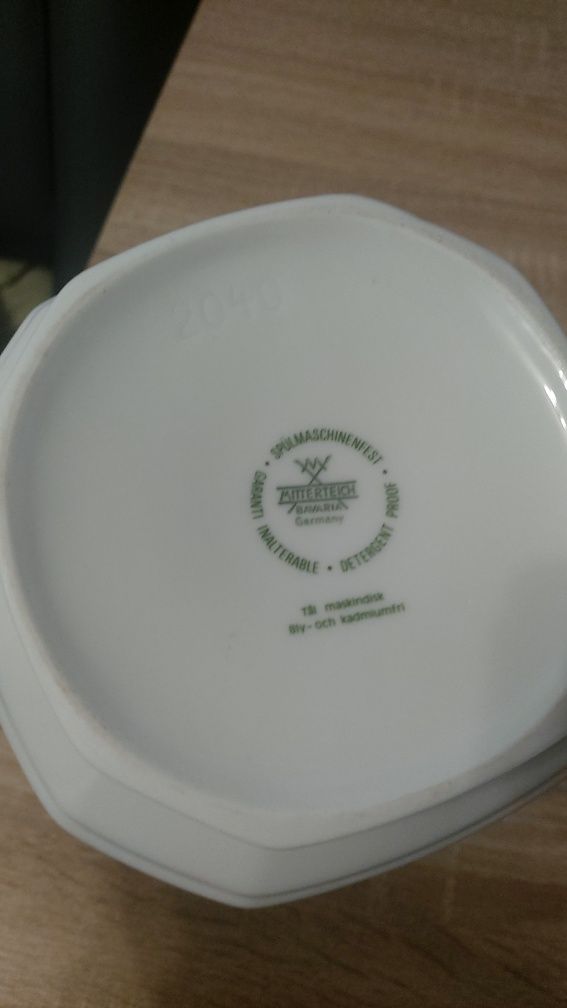 2040
• SPÜLMASCHINENFEST •
DETERGENT PROOF •
GARANTI INALTERABLE
MITTERTEICH
BAVARIA
Germany
Tål maskindisk
Bly- och kadmiumfri